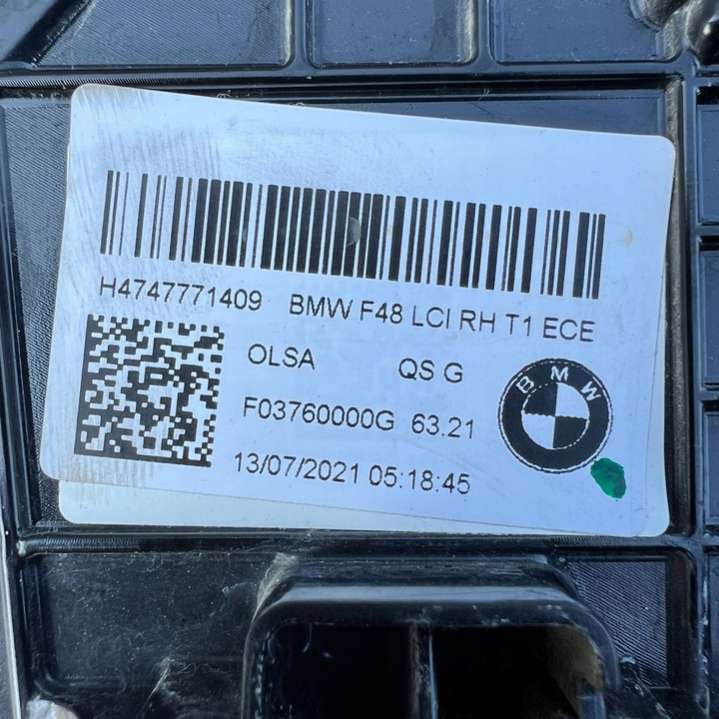 H4747771409 BMW F48 LCI RH T1 ECE
OLSA QS G
F03760000G 63.21
BMW
13/07/2021 05:18:45